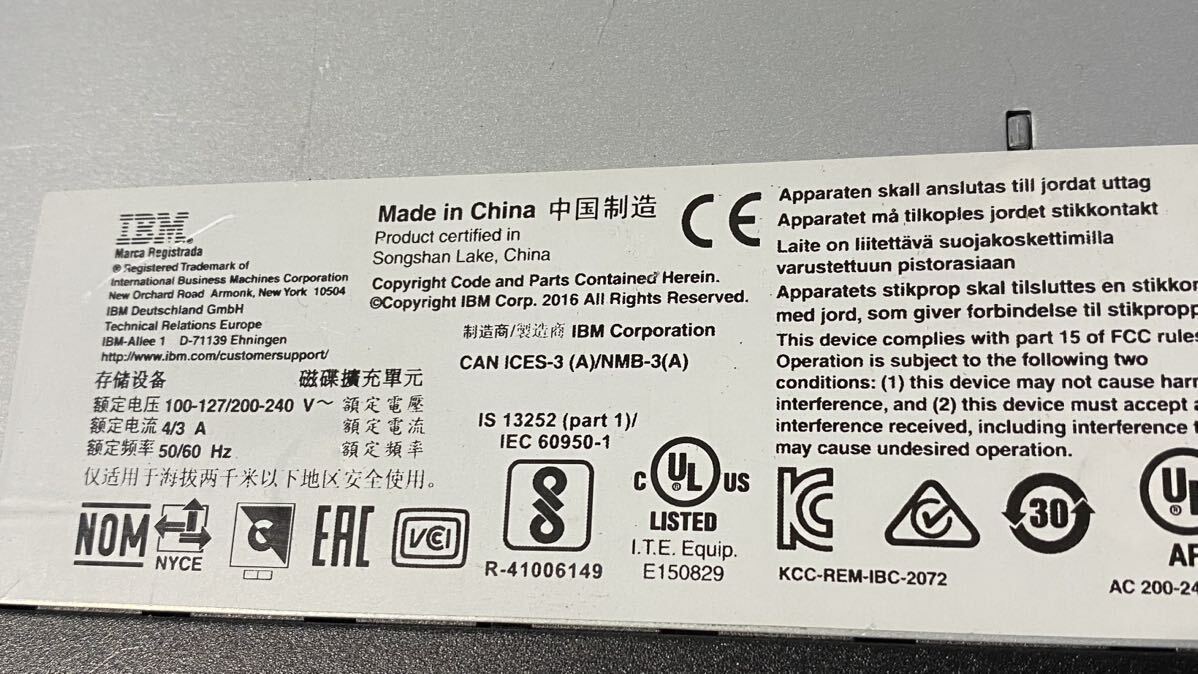 IBM®
Marca Registrada
® Registered Trademark of
International Business Machines Corporation
New Orchard Road Armonk, New York 10504
IBM Deutschland GmbH
Technical Relations Europe
IBM-Allee 1 D-71139 Ehningen
http://www.ibm.com/customersupport/
存储设备 磁碟擴充單元
额定电压 100-127/200-240 V～ 額定電壓
额定电流 4/3 A 額定電流
额定频率 50/60 Hz 額定頻率
仅适用于海拔两千米以下地区安全使用。
NOM
NYCE
EAC
VCCI
Made in China 中国制造
Product certified in
Songshan Lake, China
Copyright Code and Parts Contained Herein.
©Copyright IBM Corp. 2016 All Rights Reserved.
制造商/製造商 IBM Corporation
CAN ICES-3 (A)/NMB-3(A)
IS 13252 (part 1)/
IEC 60950-1
R-41006149
C UL® US
LISTED
I.T.E. Equip.
E150829
CE
Apparaten skall anslutas till jordat uttag
Apparatet må tilkoples jordet stikkontakt
Laite on liitettävä suojakoskettimilla
varustettuun pistorasiaan
Apparatets stikprop skal tilsluttes en
med jord, som giver forbindelse til
This device complies with part 15 of FCC rules
Operation is subject to the following two
conditions: (1) this device may not cause
interference, and (2) this device must accept
interference received, including interference
may cause undesired operation.
KC
KCC-REM-IBC-2072
30
®
AC